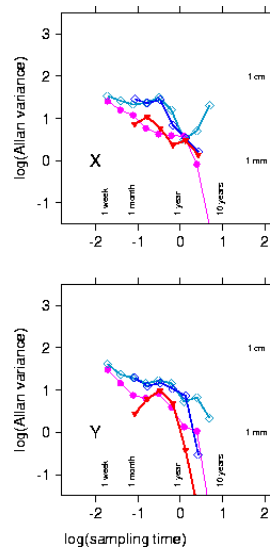 3
2
1
0
-1
log(Allan variance)
X
1 cm
1 mm
1 week
1 month
1 year
10 years
-2 -1 0 1 2
3
2
1
0
-1
log(Allan variance)
Y
1 cm
1 mm
1 week
1 month
1 year
10 years
-2 -1 0 1 2
log(sampling time)